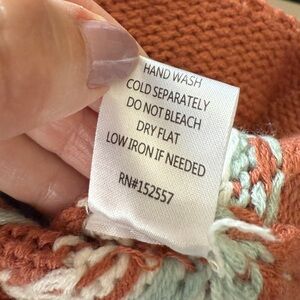 HAND WASH
COLD SEPARATELY
DO NOT BLEACH
DRY FLAT
LOW IRON IF NEEDED
RN#152557